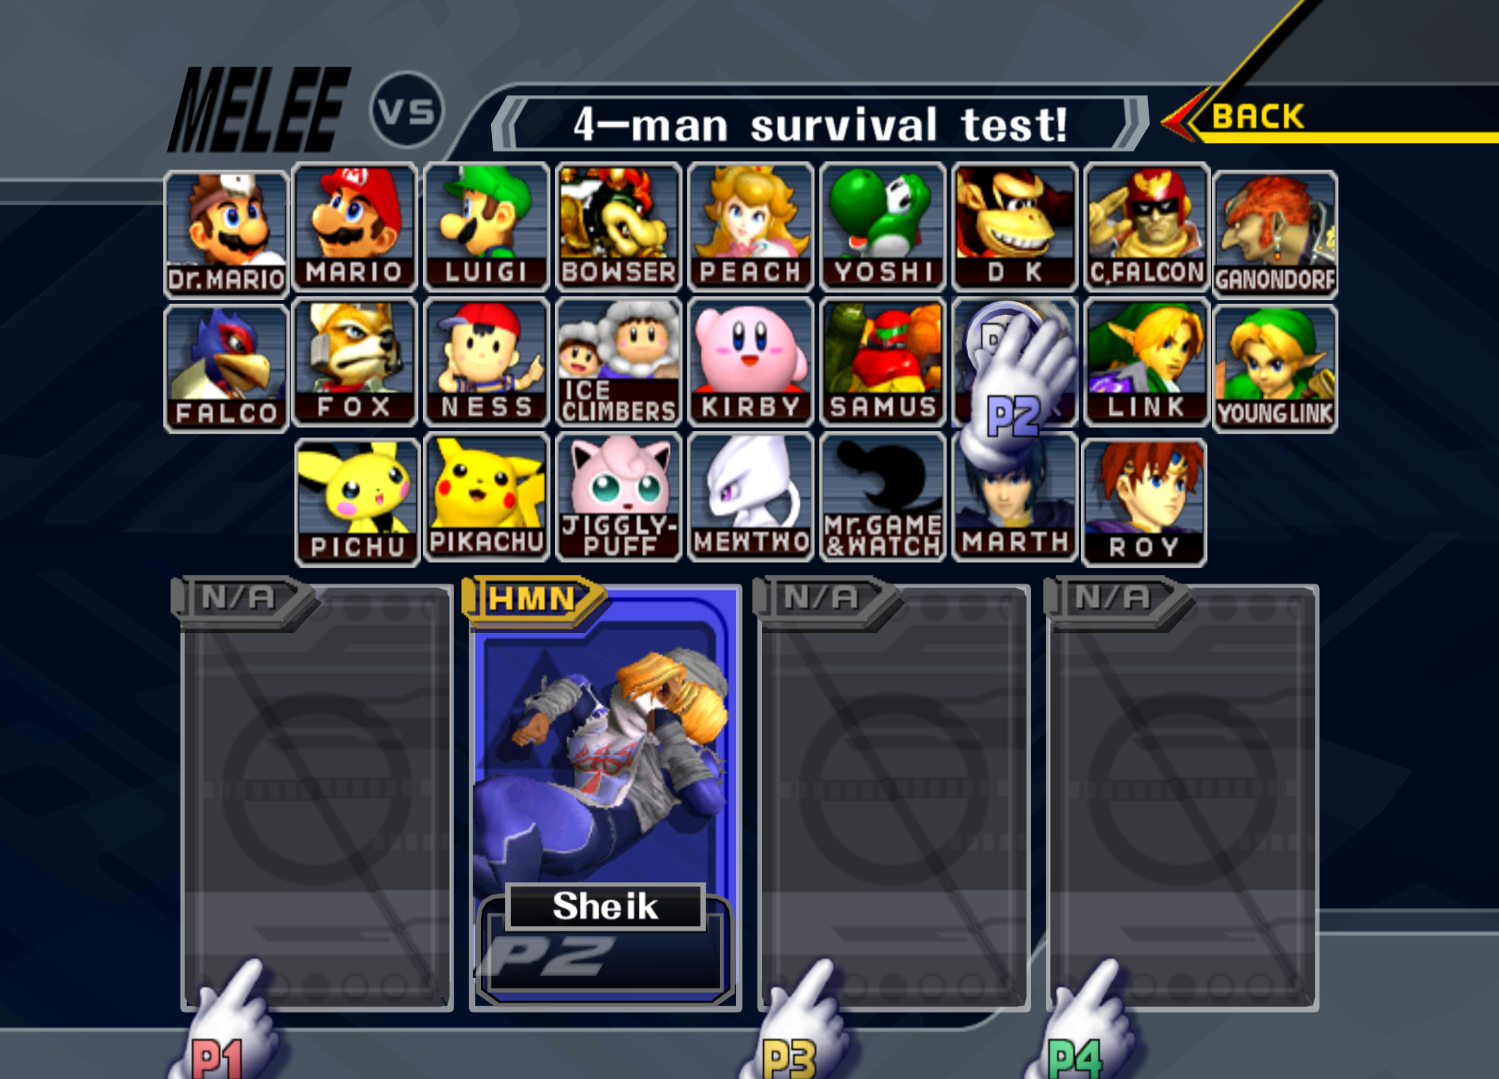 MELEE VS 4-man survival test! BACK
Dr.MARIO MARIO LUIGI BOWSER PEACH YOSHI D K C.FALCON GANONDORF
FALCO FOX NESS ICE CLIMBERS KIRBY SAMUS P2 LINK YOUNG LINK
PICHU PIKACHU JIGGLY-PUFF MEWTWO Mr.GAME &WATCH MARTH ROY
N/A HMN N/A N/A
Sheik
P2
P1 P3 P4